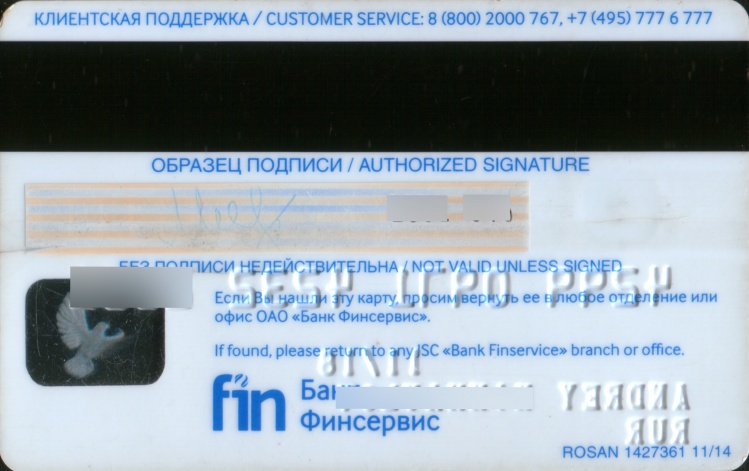 КЛИЕНТСКАЯ ПОДДЕРЖКА / CUSTOMER SERVICE: 8 (800) 2000 767, +7 (495) 777 6 777
ОБРАЗЕЦ ПОДПИСИ / AUTHORIZED SIGNATURE
БЕЗ ПОДПИСИ НЕДЕЙСТВИТЕЛЬНА / NOT VALID UNLESS SIGNED
Если Вы нашли эту карту, просим вернуть ее в любое отделение или
офис ОАО «Банк Финсервис».
If found, please return to any JSC «Bank Finservice» branch or office.
fin Банк
Финсервис
ANDREY
RUR
ROSAN 1427361 11/14